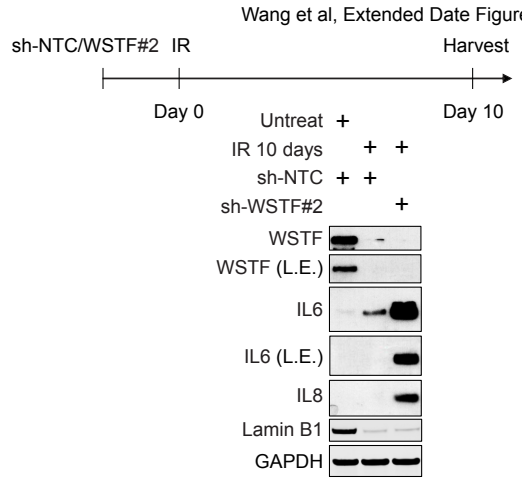 Wang et al, Extended Date Figure
sh-NTC/WSTF#2 IR Harvest
Day 0 Day 10
Untreat +
IR 10 days + +
sh-NTC + +
sh-WSTF#2 +
WSTF
WSTF (L.E.)
IL6
IL6 (L.E.)
IL8
Lamin B1
GAPDH